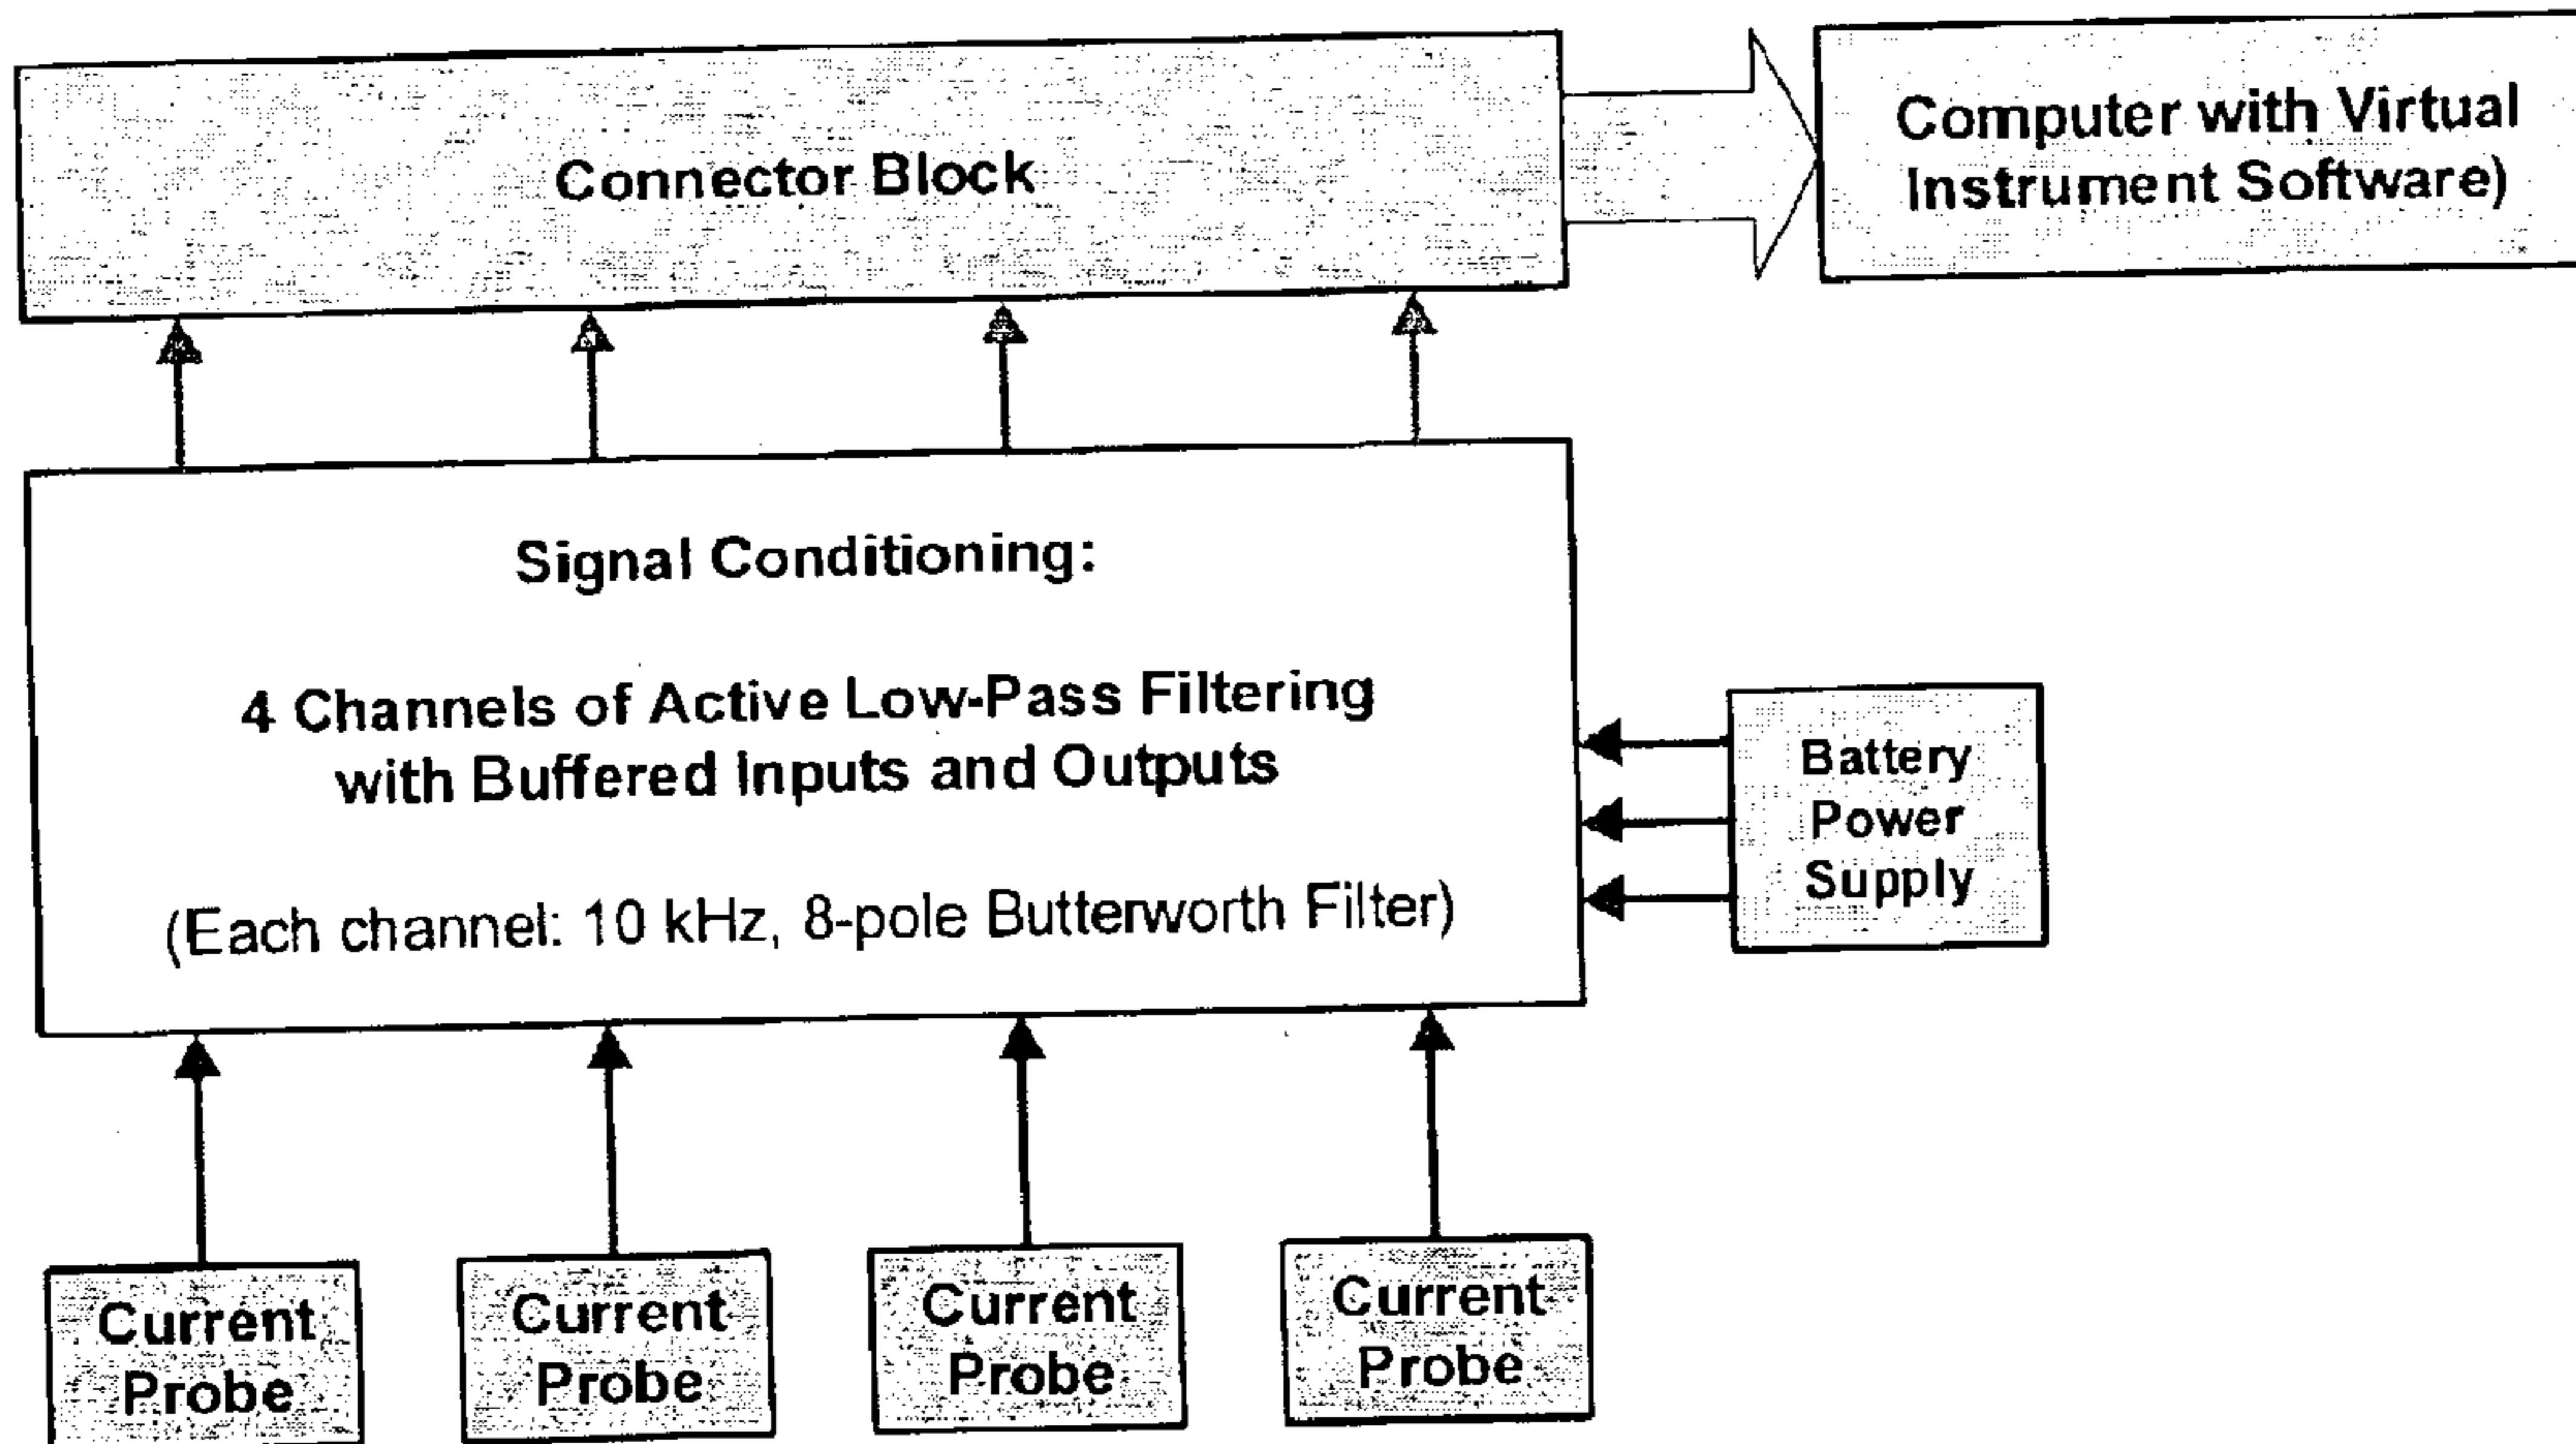 Connector Block
Computer with Virtual
Instrument Software)
Signal Conditioning:
4 Channels of Active Low-Pass Filtering
with Buffered Inputs and Outputs
(Each channel: 10 kHz, 8-pole Butterworth Filter)
Battery
Power
Supply
Current
Probe
Current
Probe
Current
Probe
Current
Probe